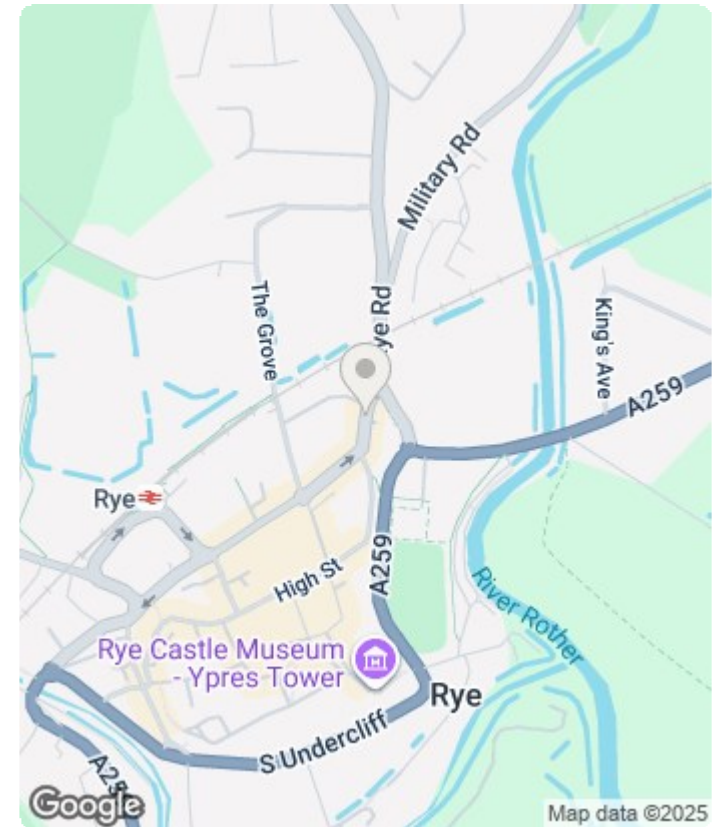 Military Rd
The Grove
ye Rd
King's Ave
A259
Rye
A259
High St
River Rother
Rye Castle Museum
- Ypres Tower
Rye
S Undercliff
A25
Google
Map data ©2025